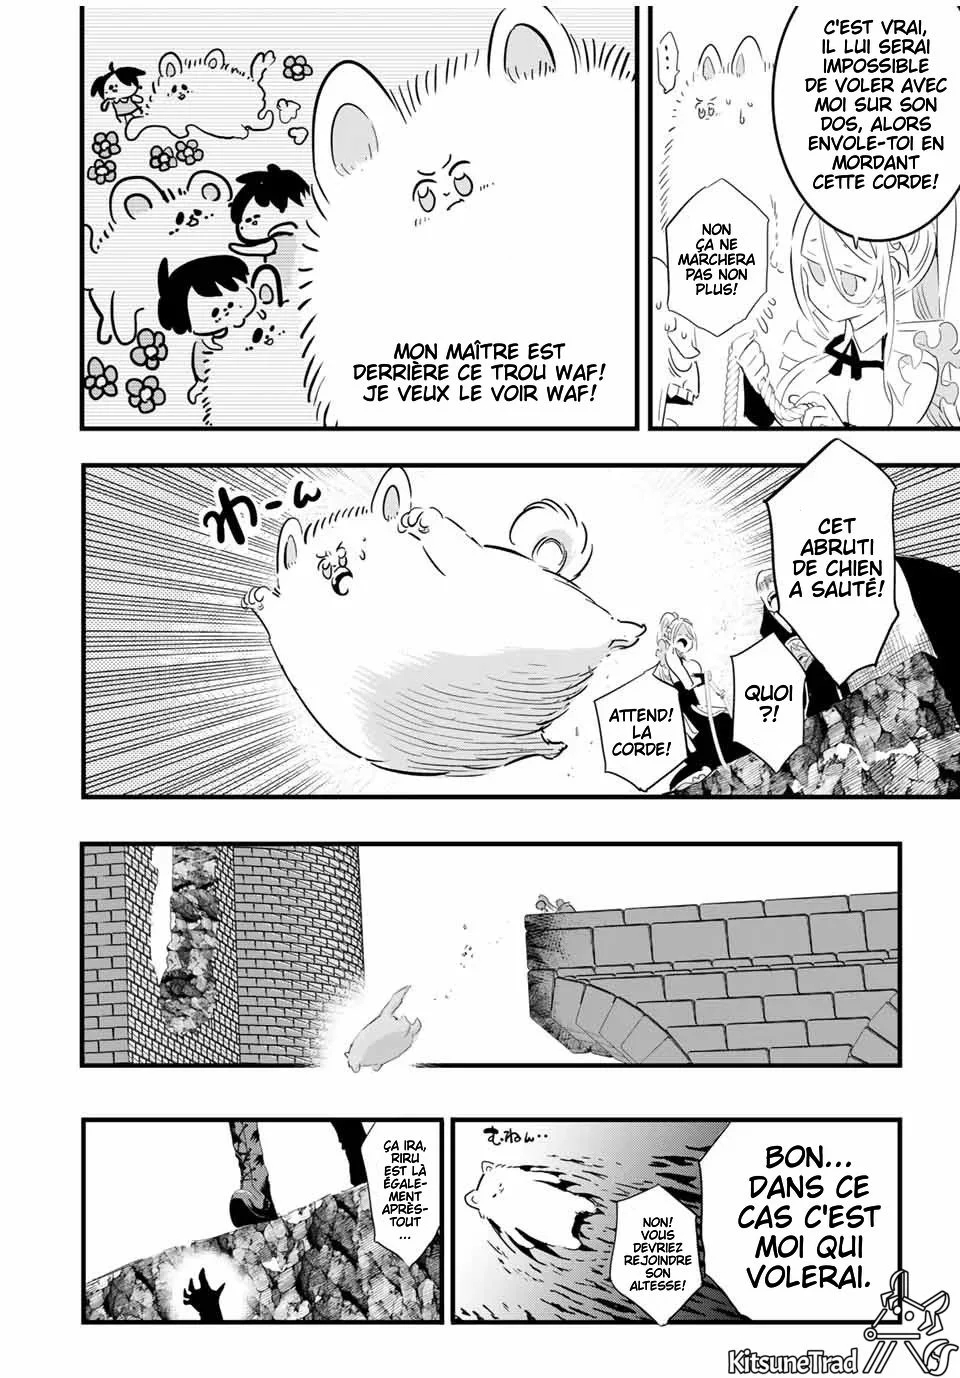 C'EST VRAI,
IL LUI SERAI
IMPOSSIBLE
DE VOLER AVEC
MOI SUR SON
DOS, ALORS
ENVOLE-TOI EN
MORDANT
CETTE CORDE!
...
NON
ÇA NE
MARCHERA
PAS NON
PLUS!
MON MAÎTRE EST
DERRIÈRE CE TROU WAF!
JE VEUX LE VOIR WAF!
CET
ABRUTI
DE CHIEN
A SAUTÉ!
QUOI
?!
ATTEND!
LA
CORDE!
わーん
BON...
DANS CE
CAS C'EST
MOI QUI
VOLERAI.
NON!
VOUS
DEVRIEZ
REJOINDRE
SON
ALTESSE!
むねん・・
ÇA IRA,
RIRU
EST LÀ
ÉGALE-
MENT
APRÈS-
TOUT
...
KitsuneTrad